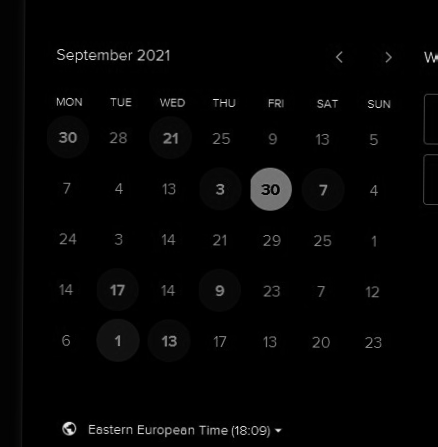 September 2021
W
MON TUE WED THU FRI SAT SUN
30 28 21 25 9 13 5
7 4 13 3 30 7 4
24 3 14 21 29 25 1
14 17 14 9 23 7 12
6 1 13 17 13 20 23
Eastern European Time (18:09)